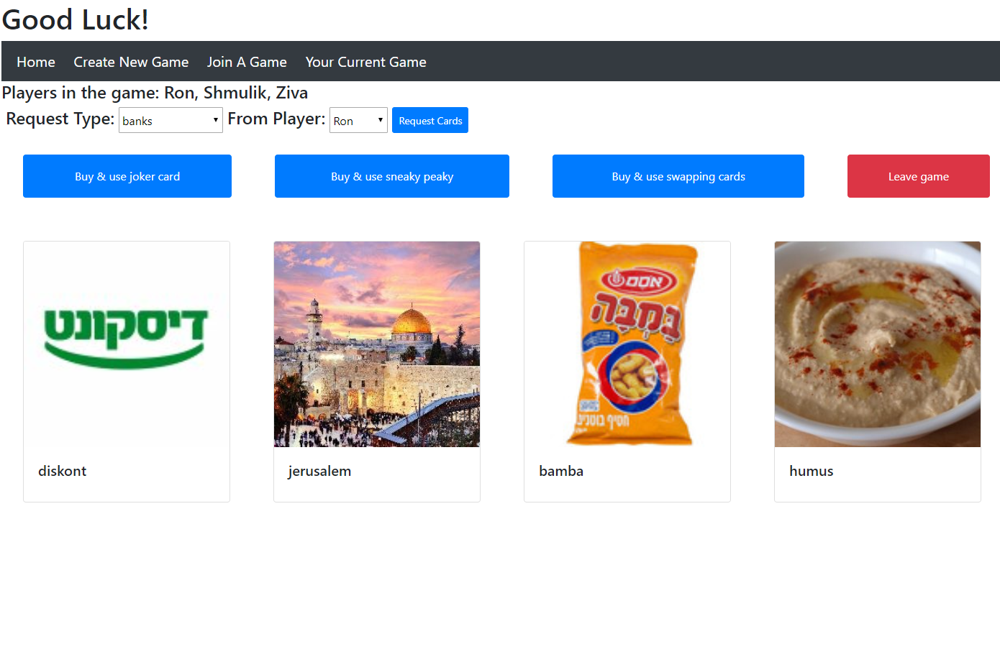 Good Luck!
Home Create New Game Join A Game Your Current Game
Players in the game: Ron, Shmulik, Ziva
Request Type: banks From Player: Ron Request Cards
Buy & use joker card Buy & use sneaky peaky Buy & use swapping cards Leave game
דיסקונט
אסם
בַּמְבָּה
חטיף בוטנים
diskont jerusalem bamba humus